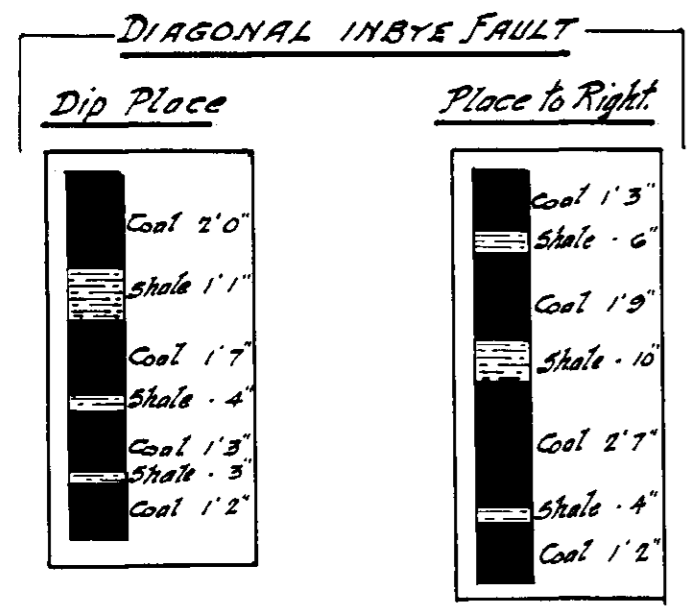 DIAGONAL INBYE FAULT
Dip Place
Coal 2'0"
Shale 1'1"
Coal 1'7"
Shale . 4"
Coal 1'3"
Shale . 3"
Coal 1'2"
Place to Right.
Coal 1'3"
Shale . 6"
Coal 1'9"
Shale . 10"
Coal 2'7"
Shale . 4"
Coal 1'2"